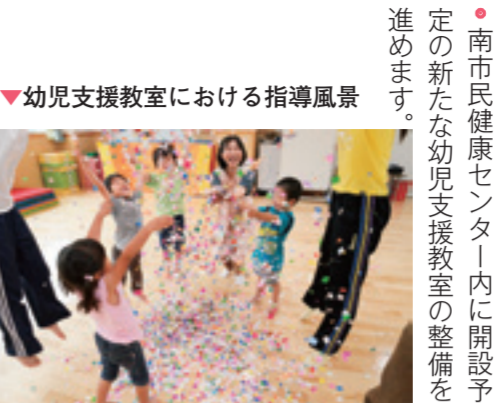 南市民健康センター内に開設予
定の新たな幼児支援教室の整備を
進めます。
▼幼児支援教室における指導風景